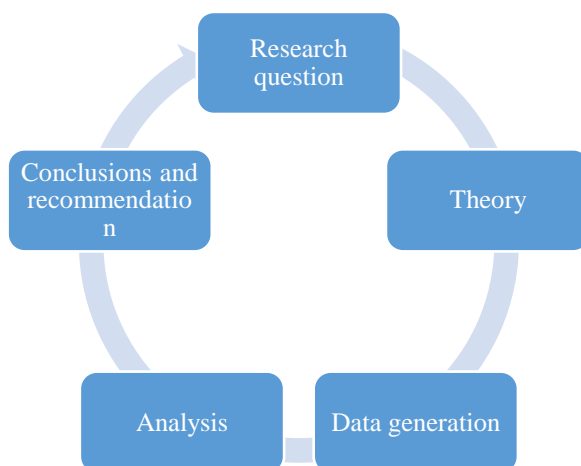 Research
question
Theory
Data generation
Analysis
Conclusions and
recommendatio
n